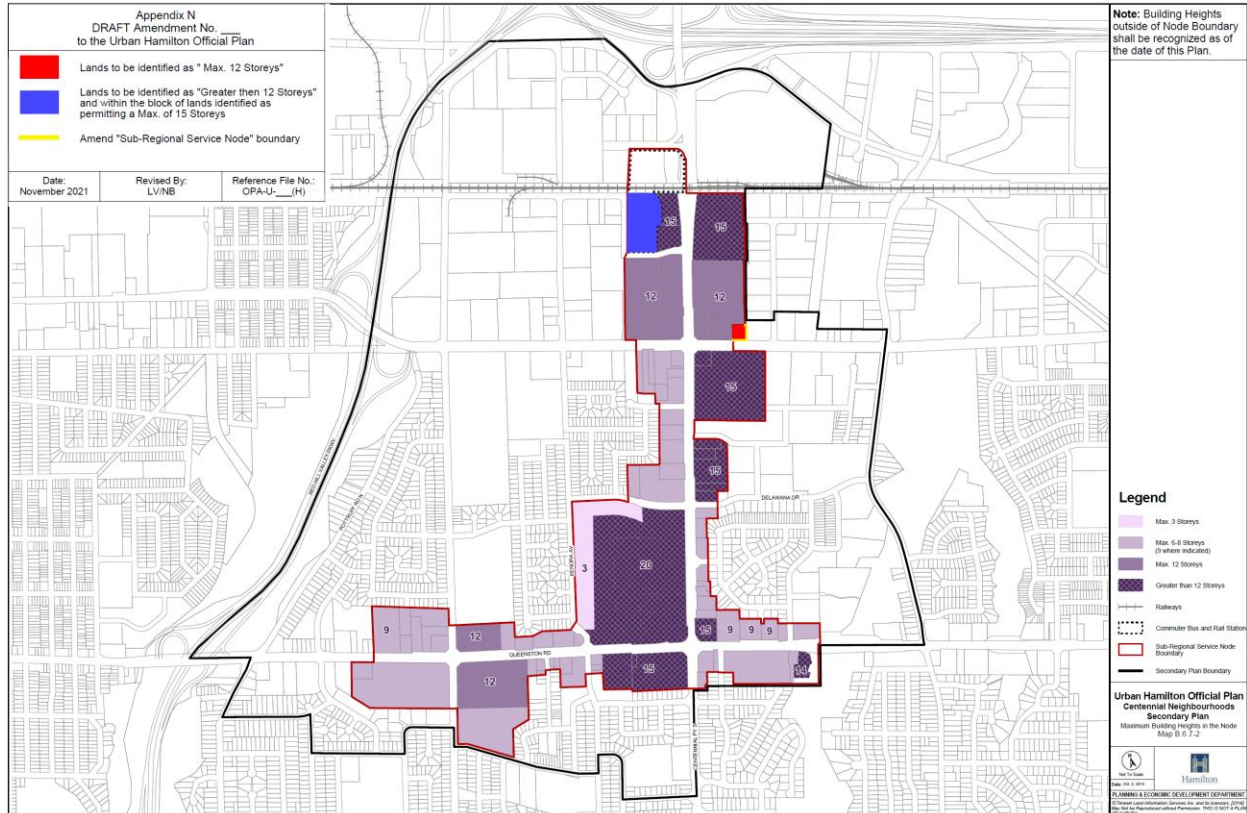 Appendix N
DRAFT Amendment No. ___
to the Urban Hamilton Official Plan
Lands to be identified as " Max. 12 Storeys"
Lands to be identified as "Greater then 12 Storeys"
and within the block of lands identified as
permitting a Max. of 15 Storeys
Amend "Sub-Regional Service Node" boundary
Date:
November 2021
Revised By:
LV/NB
Reference File No.:
OPA-U-___(H)
Note: Building Heights
outside of Node Boundary
shall be recognized as of
the date of this Plan.
15
15
12
12
15
15
RED HILL VALLEY PKWY
DELAWANA DR
KENORA AV
3
20
9
12
15
9
9
9
QUEENSTON RD
12
15
14
CENTENNIAL PY
Legend
Max. 3 Storeys
Max. 6-8 Storeys
(9 where indicated)
Max. 12 Storeys
Greater than 12 Storeys
Railways
Commuter Bus and Rail Station
Sub-Regional Service Node
Boundary
Secondary Plan Boundary
Urban Hamilton Official Plan
Centennial Neighbourhoods
Secondary Plan
Maximum Building Heights in the Node
Map B.6.7-2
N
Not To Scale
Hamilton
Date:
PLANNING & ECONOMIC DEVELOPMENT DEPARTMENT